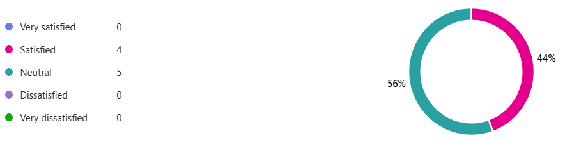 Very satisfied 0
Satisfied 4
Neutral 5
Dissatisfied 0
Very dissatisfied 0
44%
56%